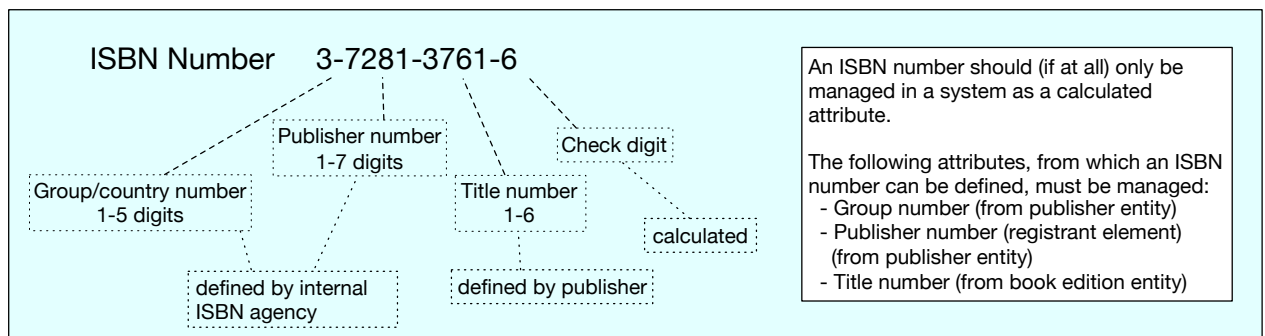 ISBN Number 3-7281-3761-6
Publisher number
1-7 digits
Check digit
Group/country number
1-5 digits
Title number
1-6
calculated
defined by internal
ISBN agency
defined by publisher
An ISBN number should (if at all) only be
managed in a system as a calculated
attribute.
The following attributes, from which an ISBN
number can be defined, must be managed:
- Group number (from publisher entity)
- Publisher number (registrant element)
(from publisher entity)
- Title number (from book edition entity)